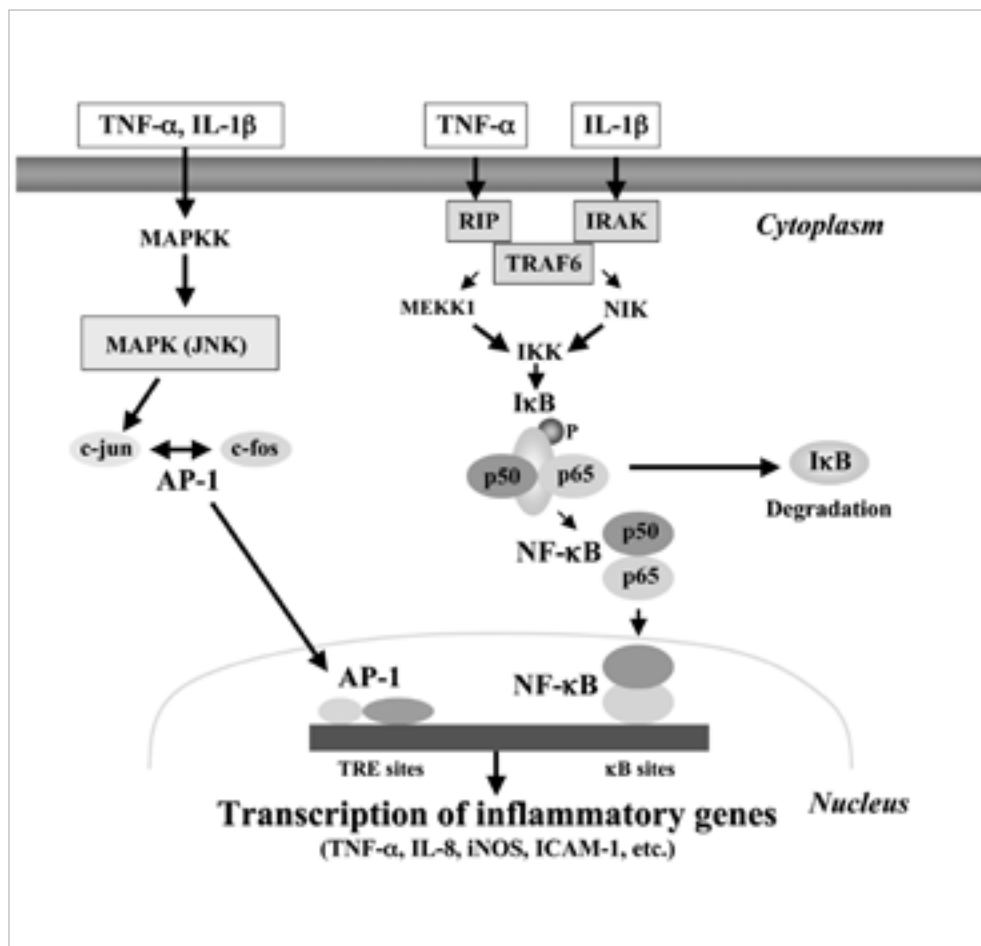 TNF-α, IL-1β
TNF-α
IL-1β
RIP
IRAK
Cytoplasm
MAPKK
TRAF6
MEKK1
NIK
MAPK (JNK)
IKK
IκB
P
c-jun
c-fos
AP-1
p50
p65
IκB
Degradation
p50
NF-κB
p65
AP-1
NF-κB
TRE sites
κB sites
Transcription of inflammatory genes
Nucleus
(TNF-α, IL-8, iNOS, ICAM-1, etc.)